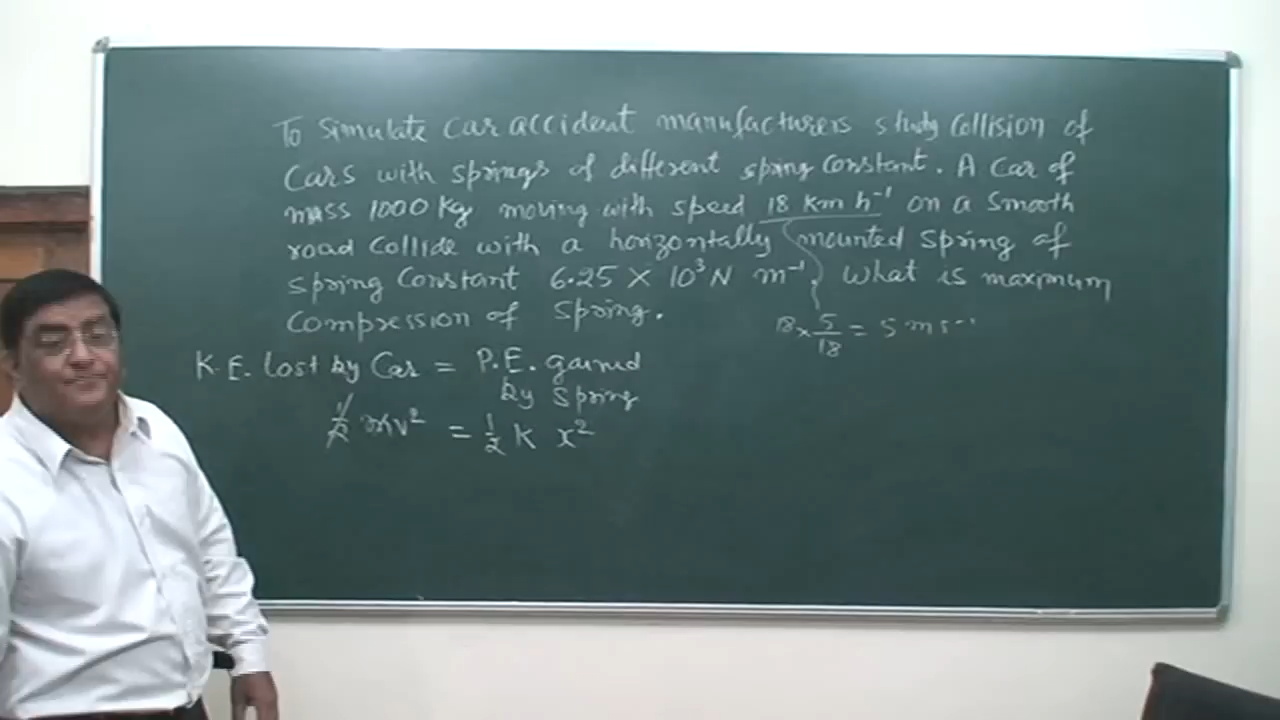 To simulate car accident manufacturers study collision of
cars with springs of different spring constant. A car of
mass 1000 kg moving with speed 18 km h⁻¹ on a smooth
road collide with a horizontally mounted spring of
spring constant 6.25 × 10³ N m⁻¹, what is maximum
compression of spring.
18 × 5/18 = 5 m s⁻¹
K.E. lost by Car = P.E. gained
by spring
1/2 mv² = 1/2 k x²